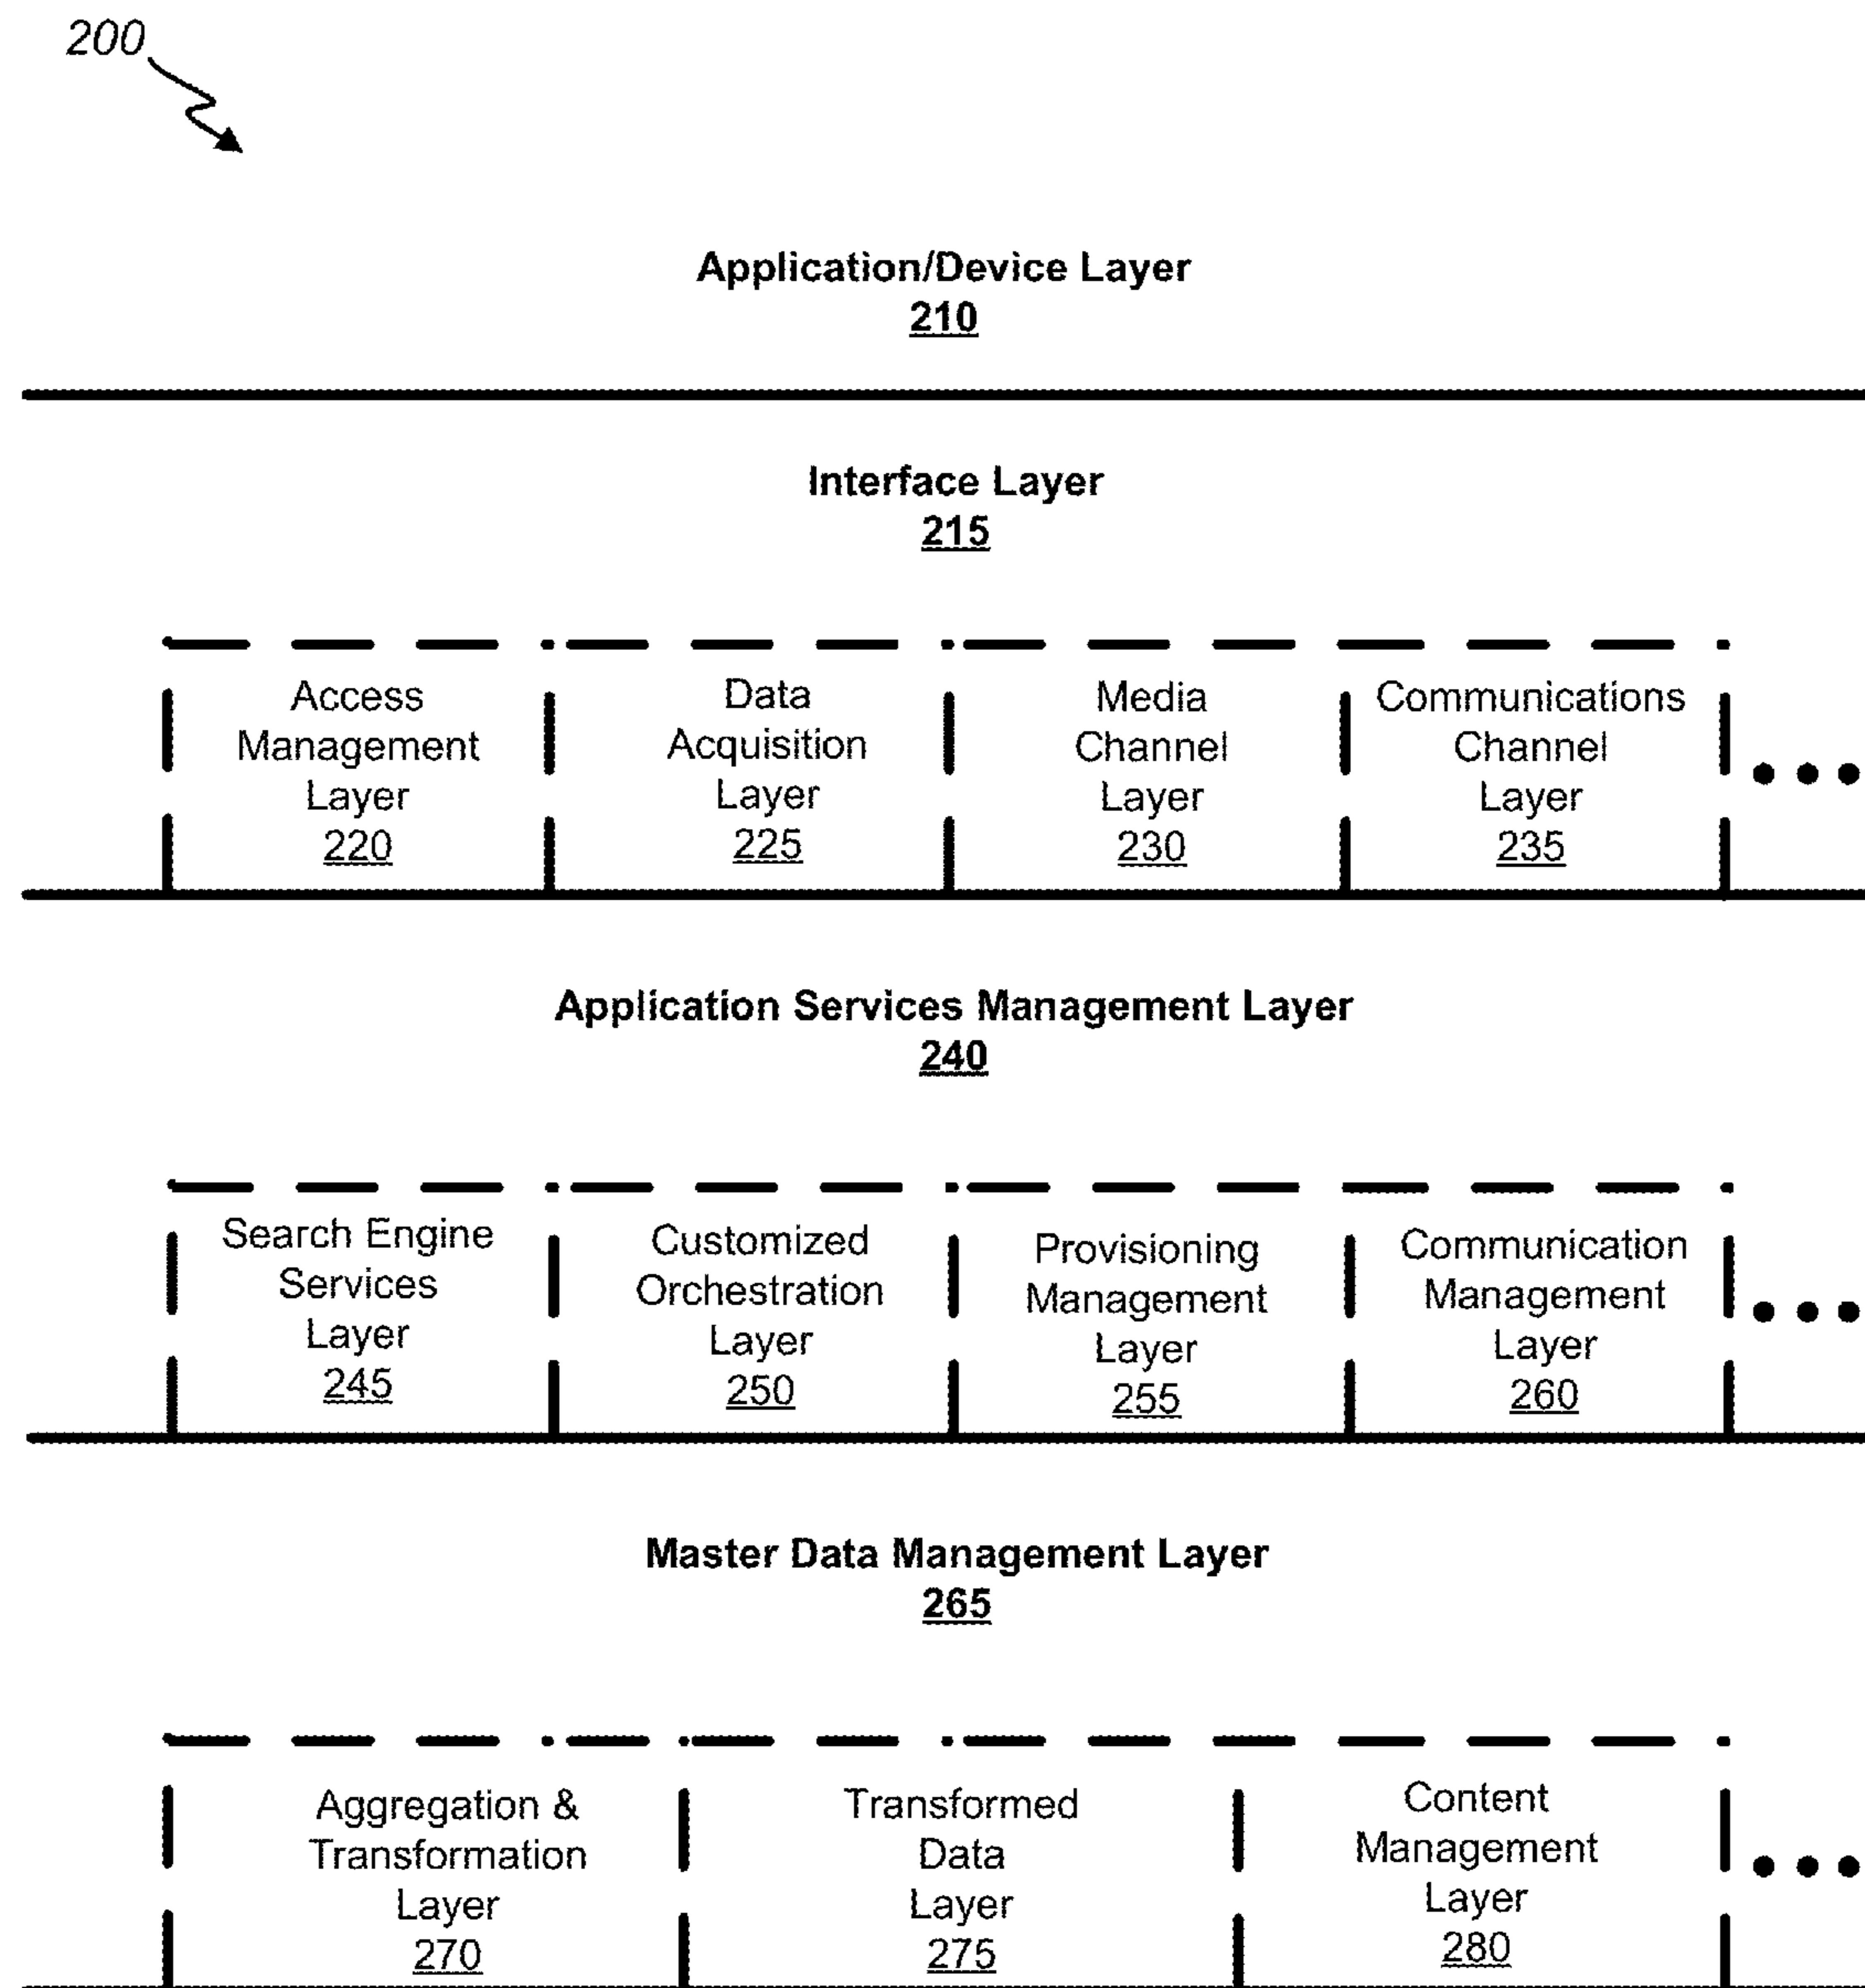 200
Application/Device Layer
210
Interface Layer
215
Access
Management
Layer
220
Data
Acquisition
Layer
225
Media
Channel
Layer
230
Communications
Channel
Layer
235
Application Services Management Layer
240
Search Engine
Services
Layer
245
Customized
Orchestration
Layer
250
Provisioning
Management
Layer
255
Communication
Management
Layer
260
Master Data Management Layer
265
Aggregation &
Transformation
Layer
270
Transformed
Data
Layer
275
Content
Management
Layer
280